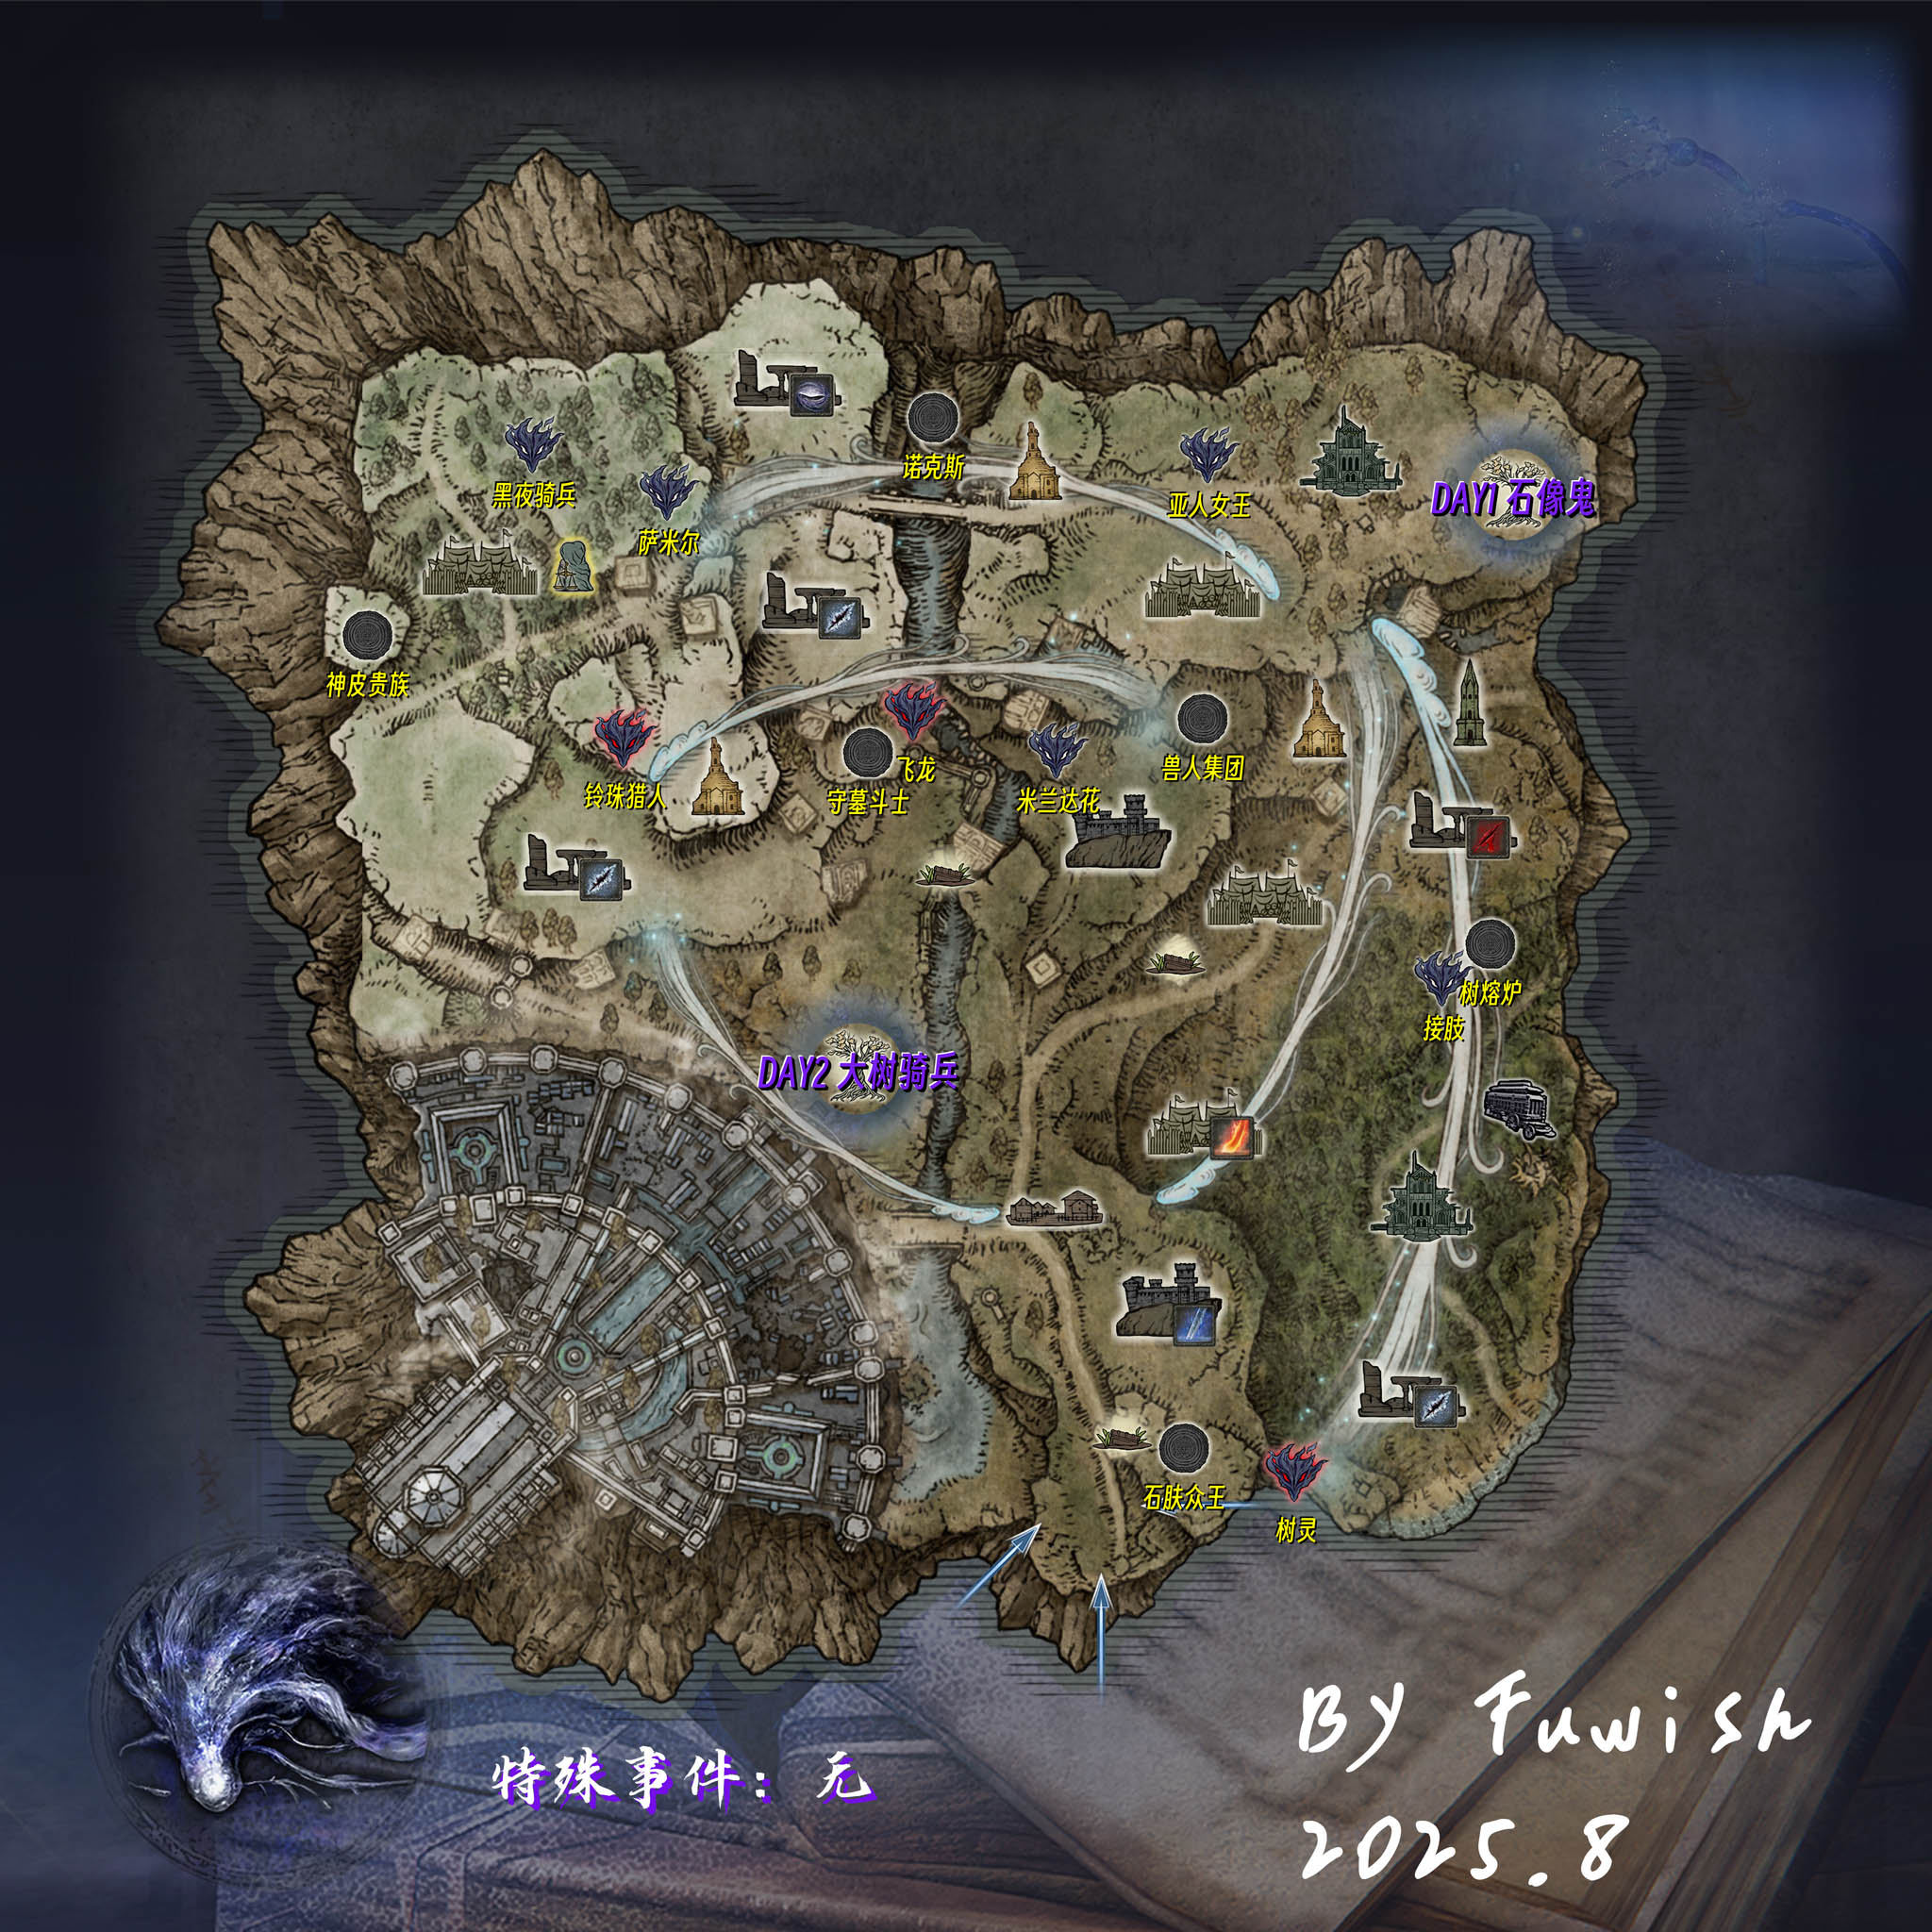 诺克斯
黑夜骑兵
亚人女王
DAY1 石像鬼
萨米尔
神皮贵族
飞龙
兽人集团
铃珠猎人
守墓斗士
米兰达花
树熔炉
接肢
DAY2 大树骑兵
石肤众王
树灵
特殊事件：无
BY Fuwish
2025.8